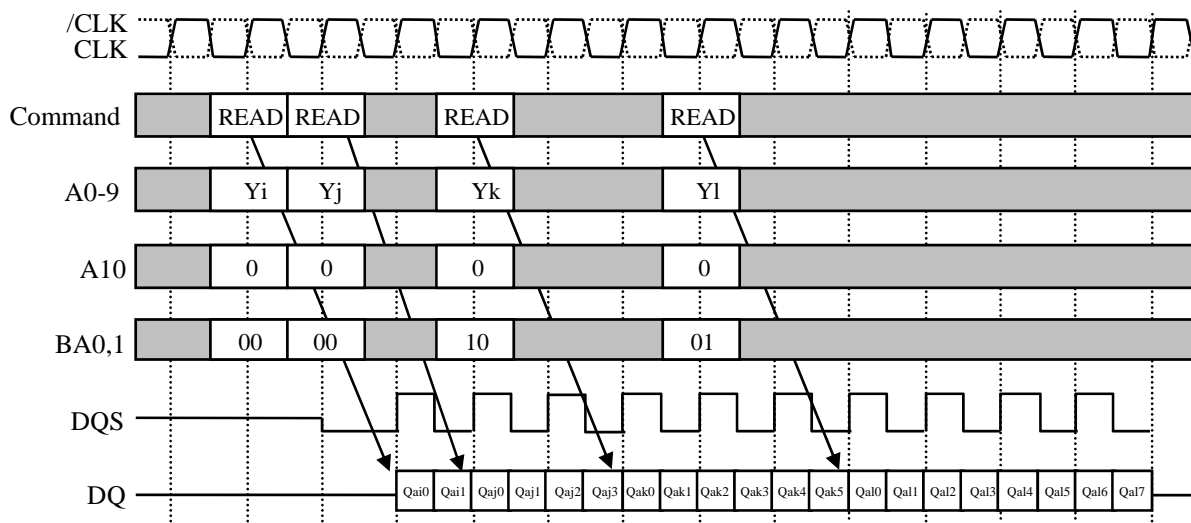 /CLK
CLK
Command READ READ READ READ
A0-9 Yi Yj Yk Yl
A10 0 0 0 0
BA0,1 00 00 10 01
DQS
DQ Qai0 Qai1 Qaj0 Qaj1 Qaj2 Qaj3 Qak0 Qak1 Qak2 Qak3 Qak4 Qak5 Qal0 Qal1 Qal2 Qal3 Qal4 Qal5 Qal6 Qal7